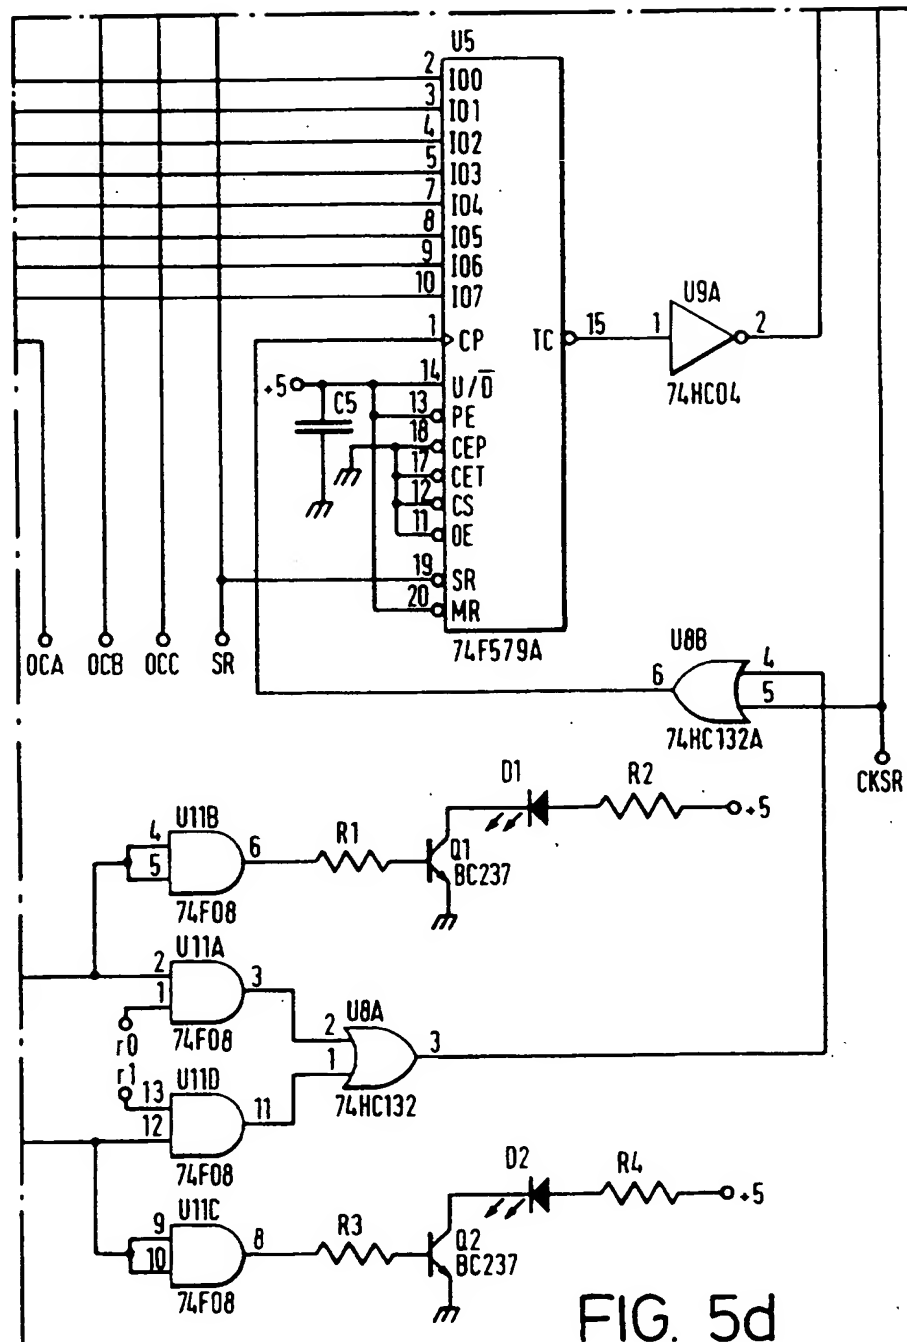 U5
2 IO0
3 IO1
4 IO2
5 IO3
7 IO4
8 IO5
9 IO6
10 IO7
1 CP
TC 15
1 U9A 2
74HC04
+5
C5
14 U/D̅
13 PE
18 CEP
17 CET
12 CS
11 OE
19 SR
20 MR
74F579A
OCA OCB OCC SR
U8B
6 4
5
74HC132A
CKSR
D1 R2
+5
U11B
4 6
5
R1
Q1
BC237
74F08
U11A
2 3
1
74F08
r0
r1
U8A
2 3
1
74HC132
U11D
13 11
12
74F08
D2 R4
+5
U11C
9 8
10
R3
Q2
BC237
74F08
FIG. 5d